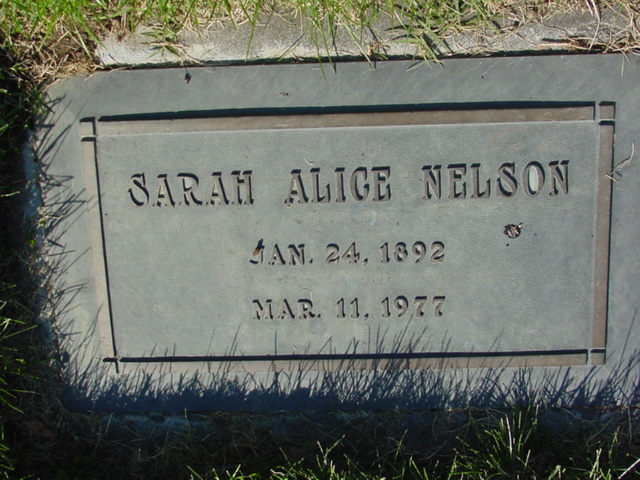 SARAH ALICE NELSON
JAN. 24, 1892
MAR. 11, 1977